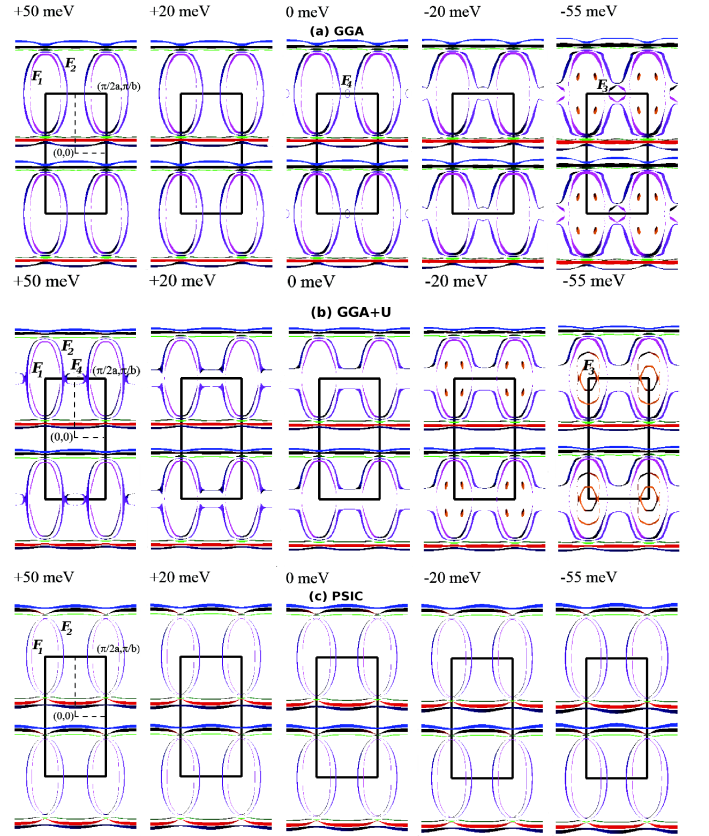 +50 meV +20 meV 0 meV -20 meV -55 meV
(a) GGA
F1 F2 F4 F3
(π/2a,π/b)
(0,0)
+50 meV +20 meV 0 meV -20 meV -55 meV
(b) GGA+U
F2
F1 F4 (π/2a,π/b) F3
(0,0)
+50 meV +20 meV 0 meV -20 meV -55 meV
(c) PSIC
F2
F1 (π/2a,π/b)
(0,0)